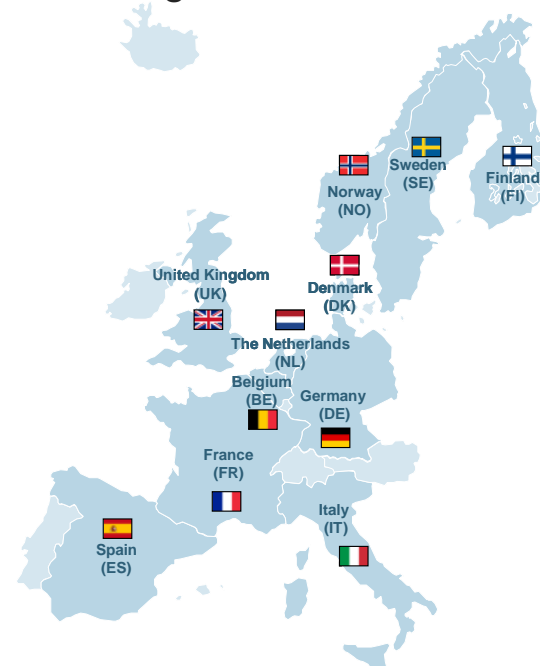 Sweden
(SE)
Finland
(FI)
Norway
(NO)
United Kingdom
(UK)
Denmark
(DK)
The Netherlands
(NL)
Belgium
(BE)
Germany
(DE)
France
(FR)
Italy
(IT)
Spain
(ES)